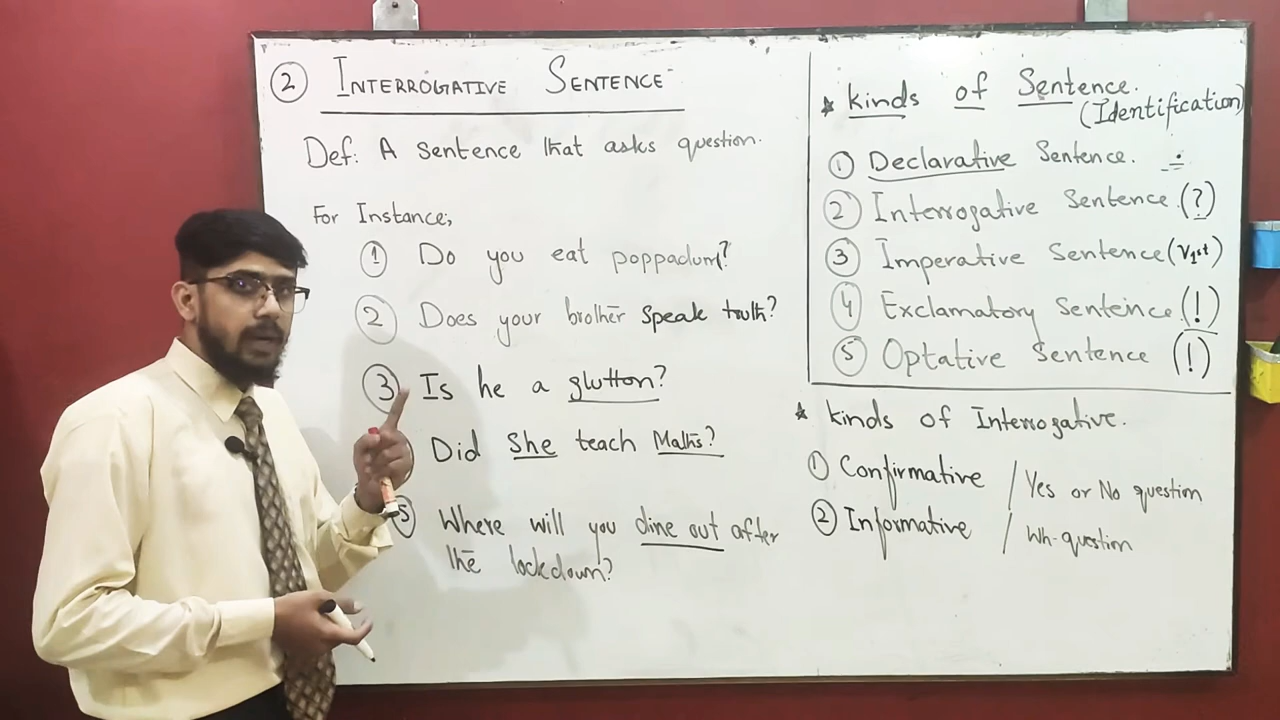 ② INTERROGATIVE SENTENCE
Def: A sentence that asks question.
For Instance,
① Do you eat poppadum?
② Does your brother speak truth?
③ Is he a glutton?
Did she teach Maths?
⑤ Where will you dine out after
the lockdown?
* kinds of Sentence.
(Identification)
① Declarative Sentence.
② Interrogative Sentence (?)
③ Imperative Sentence (V1st)
④ Exclamatory Sentence (!)
⑤ Optative Sentence (!)
* kinds of Interrogative.
① Confirmative / Yes or No question
② Informative / Wh-question